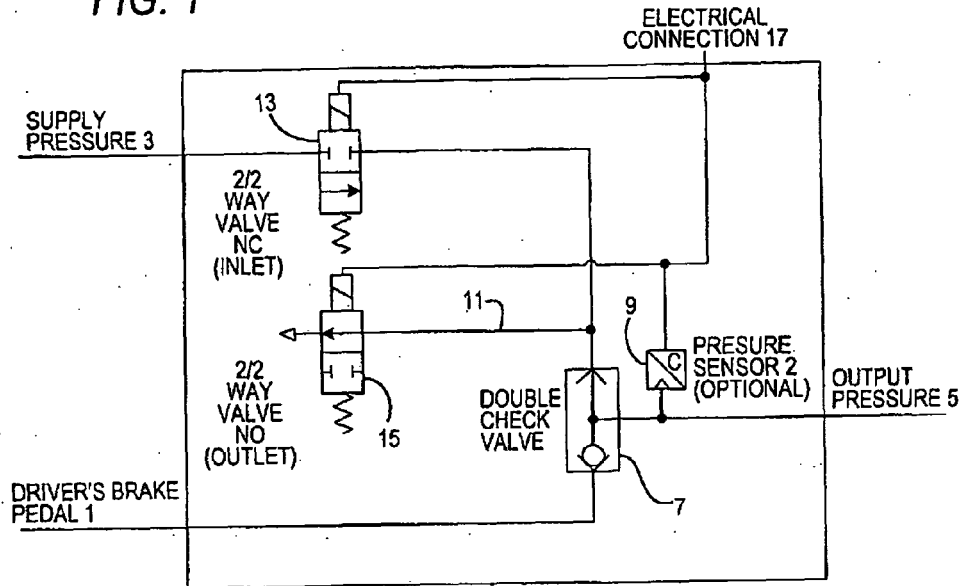 FIG. 1
ELECTRICAL
CONNECTION 17
13
SUPPLY
PRESSURE 3
2/2
WAY
VALVE
NC
(INLET)
11
9
C
PRESURE
SENSOR 2
(OPTIONAL)
OUTPUT
PRESSURE 5
2/2
WAY
VALVE
NO
(OUTLET)
15
DOUBLE
CHECK
VALVE
7
DRIVER'S BRAKE
PEDAL 1